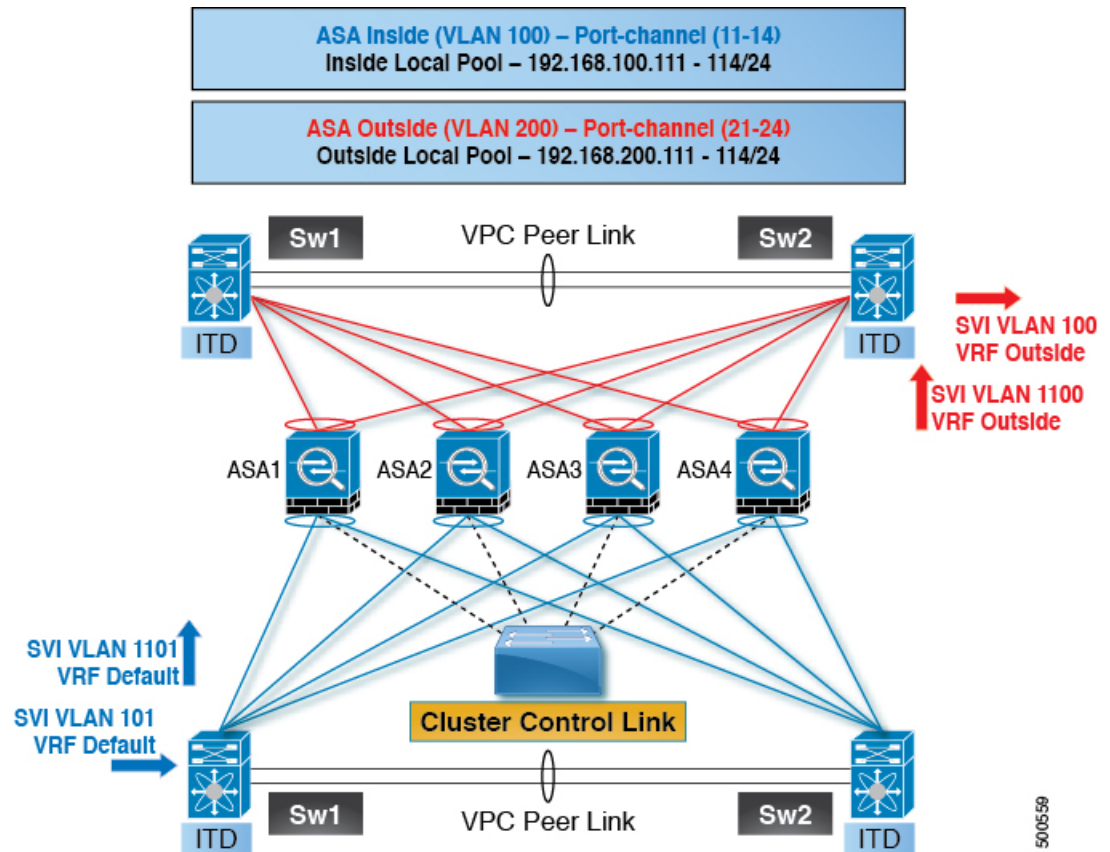 ASA Inside (VLAN 100) – Port-channel (11-14)
Inside Local Pool – 192.168.100.111 - 114/24
ASA Outside (VLAN 200) – Port-channel (21-24)
Outside Local Pool – 192.168.200.111 - 114/24
Sw1
VPC Peer Link
Sw2
ITD
ITD
SVI VLAN 100
VRF Outside
SVI VLAN 1100
VRF Outside
ASA1
ASA2
ASA3
ASA4
SVI VLAN 1101
VRF Default
SVI VLAN 101
VRF Default
Cluster Control Link
Sw1
VPC Peer Link
Sw2
ITD
ITD
500559